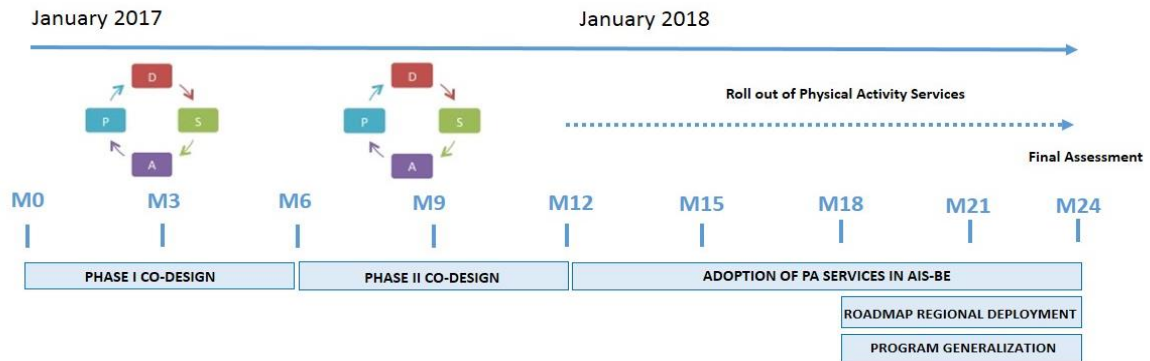 January 2017 January 2018
D D
P S P S
A A
Roll out of Physical Activity Services
Final Assessment
M0 M3 M6 M9 M12 M15 M18 M21 M24
PHASE I CO-DESIGN PHASE II CO-DESIGN ADOPTION OF PA SERVICES IN AIS-BE
ROADMAP REGIONAL DEPLOYMENT
PROGRAM GENERALIZATION